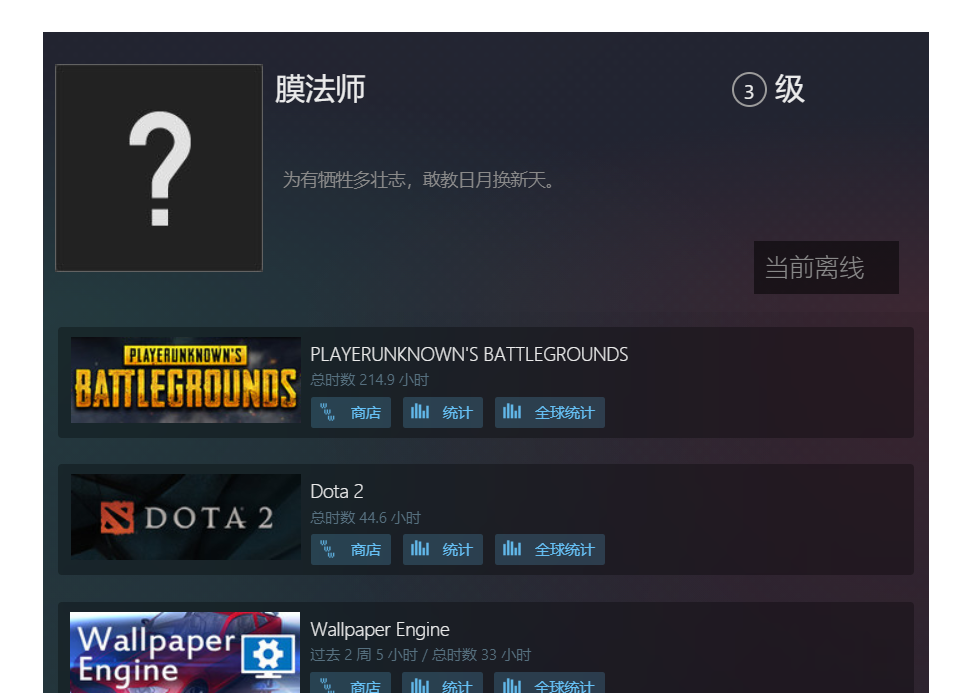 膜法师
3 级
为有牺牲多壮志，敢教日月换新天。
当前离线
PLAYERUNKNOWN'S
BATTLEGROUNDS
PLAYERUNKNOWN'S BATTLEGROUNDS
总时数 214.9 小时
商店 统计 全球统计
DOTA 2
Dota 2
总时数 44.6 小时
商店 统计 全球统计
Wallpaper
Engine
Wallpaper Engine
过去 2 周 5 小时 / 总时数 33 小时
商店 统计 全球统计